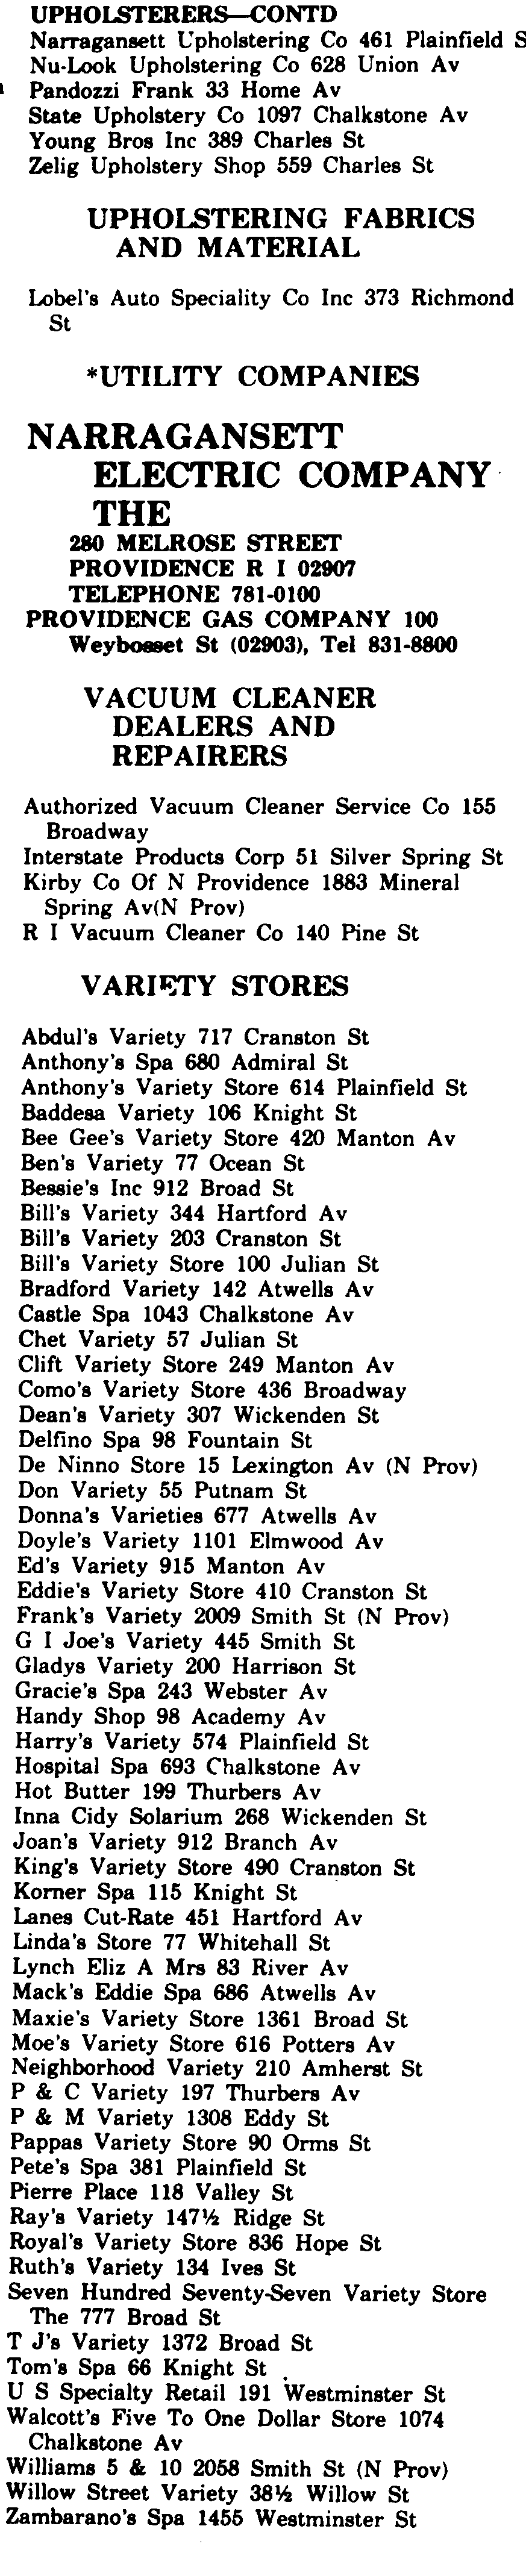 UPHOLSTERERS—CONTD
Narragansett Upholstering Co 461 Plainfield S
Nu-Look Upholstering Co 628 Union Av
Pandozzi Frank 33 Home Av
State Upholstery Co 1097 Chalkstone Av
Young Bros Inc 389 Charles St
Zelig Upholstery Shop 559 Charles St
UPHOLSTERING FABRICS
AND MATERIAL
Lobel's Auto Speciality Co Inc 373 Richmond
St
*UTILITY COMPANIES
NARRAGANSETT
ELECTRIC COMPANY
THE
280 MELROSE STREET
PROVIDENCE R I 02907
TELEPHONE 781-0100
PROVIDENCE GAS COMPANY 100
Weybosset St (02903), Tel 831-8800
VACUUM CLEANER
DEALERS AND
REPAIRERS
Authorized Vacuum Cleaner Service Co 155
Broadway
Interstate Products Corp 51 Silver Spring St
Kirby Co Of N Providence 1883 Mineral
Spring Av(N Prov)
R I Vacuum Cleaner Co 140 Pine St
VARIETY STORES
Abdul's Variety 717 Cranston St
Anthony's Spa 680 Admiral St
Anthony's Variety Store 614 Plainfield St
Baddesa Variety 106 Knight St
Bee Gee's Variety Store 420 Manton Av
Ben's Variety 77 Ocean St
Bessie's Inc 912 Broad St
Bill's Variety 344 Hartford Av
Bill's Variety 203 Cranston St
Bill's Variety Store 100 Julian St
Bradford Variety 142 Atwells Av
Castle Spa 1043 Chalkstone Av
Chet Variety 57 Julian St
Clift Variety Store 249 Manton Av
Como's Variety Store 436 Broadway
Dean's Variety 307 Wickenden St
Delfino Spa 98 Fountain St
De Ninno Store 15 Lexington Av (N Prov)
Don Variety 55 Putnam St
Donna's Varieties 677 Atwells Av
Doyle's Variety 1101 Elmwood Av
Ed's Variety 915 Manton Av
Eddie's Variety Store 410 Cranston St
Frank's Variety 2009 Smith St (N Prov)
G I Joe's Variety 445 Smith St
Gladys Variety 200 Harrison St
Gracie's Spa 243 Webster Av
Handy Shop 98 Academy Av
Harry's Variety 574 Plainfield St
Hospital Spa 693 Chalkstone Av
Hot Butter 199 Thurbers Av
Inna Cidy Solarium 268 Wickenden St
Joan's Variety 912 Branch Av
King's Variety Store 490 Cranston St
Korner Spa 115 Knight St
Lanes Cut-Rate 451 Hartford Av
Linda's Store 77 Whitehall St
Lynch Eliz A Mrs 83 River Av
Mack's Eddie Spa 686 Atwells Av
Maxie's Variety Store 1361 Broad St
Moe's Variety Store 616 Potters Av
Neighborhood Variety 210 Amherst St
P & C Variety 197 Thurbers Av
P & M Variety 1308 Eddy St
Pappas Variety Store 90 Orms St
Pete's Spa 381 Plainfield St
Pierre Place 118 Valley St
Ray's Variety 147½ Ridge St
Royal's Variety Store 836 Hope St
Ruth's Variety 134 Ives St
Seven Hundred Seventy-Seven Variety Store
The 777 Broad St
T J's Variety 1372 Broad St
Tom's Spa 66 Knight St
U S Specialty Retail 191 Westminster St
Walcott's Five To One Dollar Store 1074
Chalkstone Av
Williams 5 & 10 2058 Smith St (N Prov)
Willow Street Variety 38½ Willow St
Zambarano's Spa 1455 Westminster St